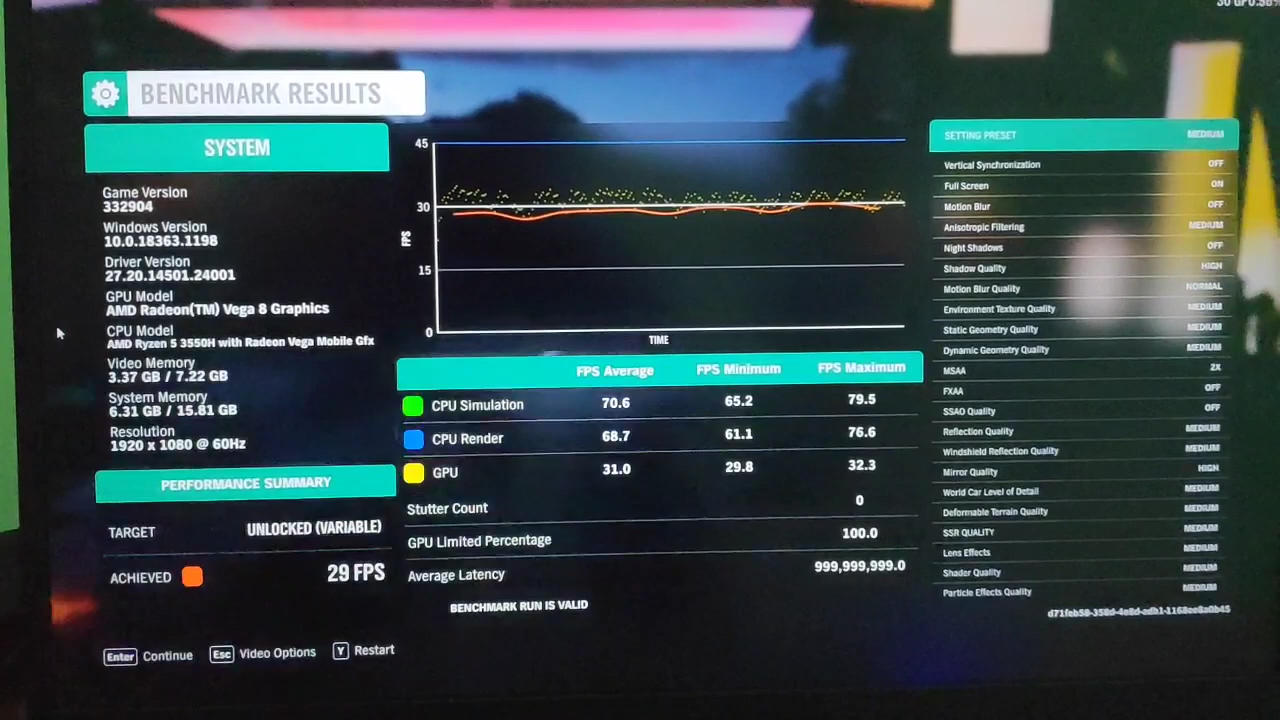 BENCHMARK RESULTS
SYSTEM
Game Version
332904
Windows Version
10.0.18363.1198
Driver Version
27.20.14501.24001
GPU Model
AMD Radeon(TM) Vega 8 Graphics
CPU Model
AMD Ryzen 5 3550H with Radeon Vega Mobile Gfx
Video Memory
3.37 GB / 7.22 GB
System Memory
6.31 GB / 15.81 GB
Resolution
1920 x 1080 @ 60Hz
PERFORMANCE SUMMARY
TARGET UNLOCKED (VARIABLE)
ACHIEVED 29 FPS
45
30
15
0
FPS
TIME
FPS Average FPS Minimum FPS Maximum
CPU Simulation 70.6 65.2 79.5
CPU Render 68.7 61.1 76.6
GPU 31.0 29.8 32.3
Stutter Count 0
GPU Limited Percentage 100.0
Average Latency 999,999,999.0
BENCHMARK RUN IS VALID
SETTING PRESET MEDIUM
Vertical Synchronization OFF
Full Screen ON
Motion Blur OFF
Anisotropic Filtering MEDIUM
Night Shadows OFF
Shadow Quality HIGH
Motion Blur Quality NORMAL
Environment Texture Quality MEDIUM
Static Geometry Quality MEDIUM
Dynamic Geometry Quality MEDIUM
MSAA 2X
FXAA OFF
SSAO Quality OFF
Reflection Quality MEDIUM
Windshield Reflection Quality MEDIUM
Mirror Quality HIGH
World Car Level of Detail MEDIUM
Deformable Terrain Quality MEDIUM
SSR QUALITY MEDIUM
Lens Effects MEDIUM
Shader Quality MEDIUM
Particle Effects Quality MEDIUM
Enter Continue Esc Video Options Y Restart